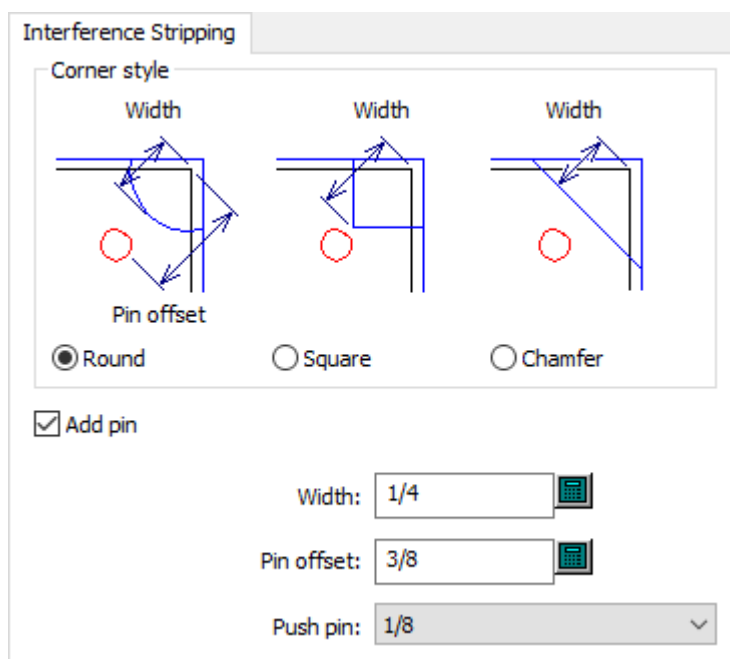 Interference Stripping
Corner style
Width Width Width
Pin offset
Round Square Chamfer
Add pin
Width: 1/4
Pin offset: 3/8
Push pin: 1/8